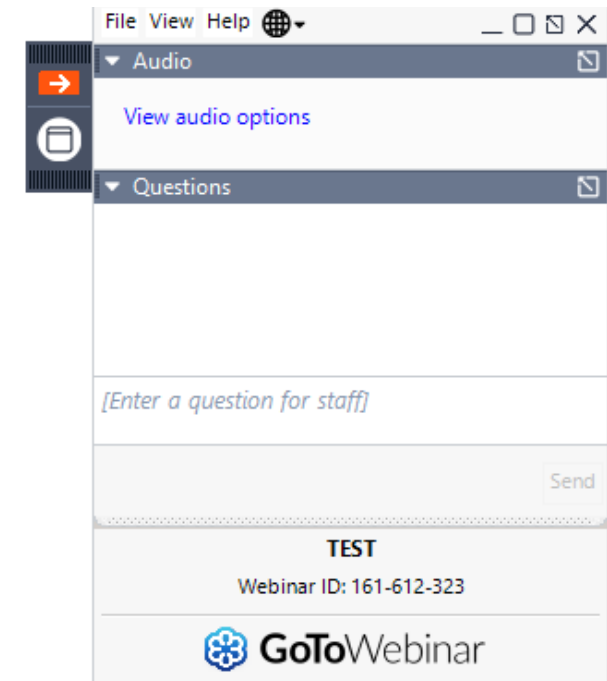 File View Help
Audio
View audio options
Questions
[Enter a question for staff]
Send
TEST
Webinar ID: 161-612-323
GoToWebinar